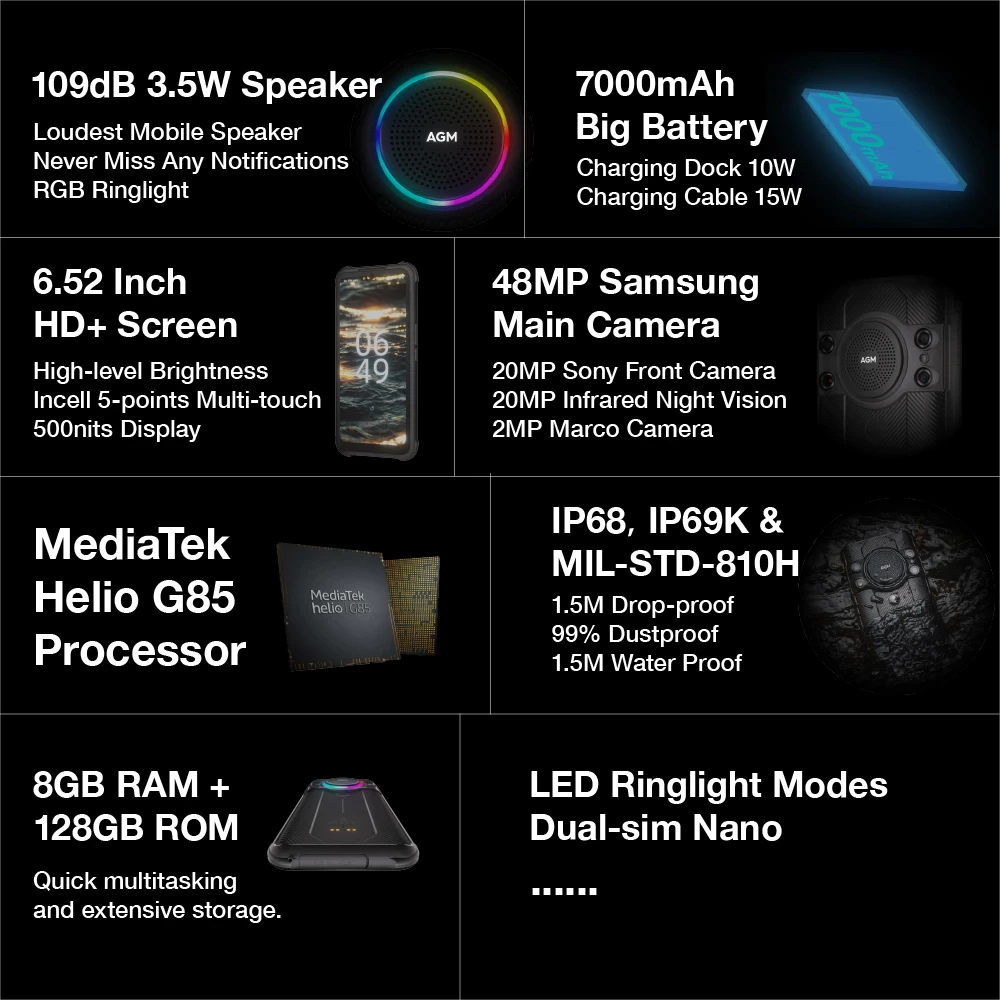 109dB 3.5W Speaker
Loudest Mobile Speaker
Never Miss Any Notifications
RGB Ringlight
AGM
7000mAh
Big Battery
Charging Dock 10W
Charging Cable 15W
7000mAh
6.52 Inch
HD+ Screen
High-level Brightness
Incell 5-points Multi-touch
500nits Display
06
49
48MP Samsung
Main Camera
20MP Sony Front Camera
20MP Infrared Night Vision
2MP Marco Camera
AGM
MediaTek
Helio G85
Processor
MediaTek
helio G85
IP68, IP69K &
MIL-STD-810H
1.5M Drop-proof
99% Dustproof
1.5M Water Proof
AGM
8GB RAM +
128GB ROM
Quick multitasking
and extensive storage.
LED Ringlight Modes
Dual-sim Nano
......